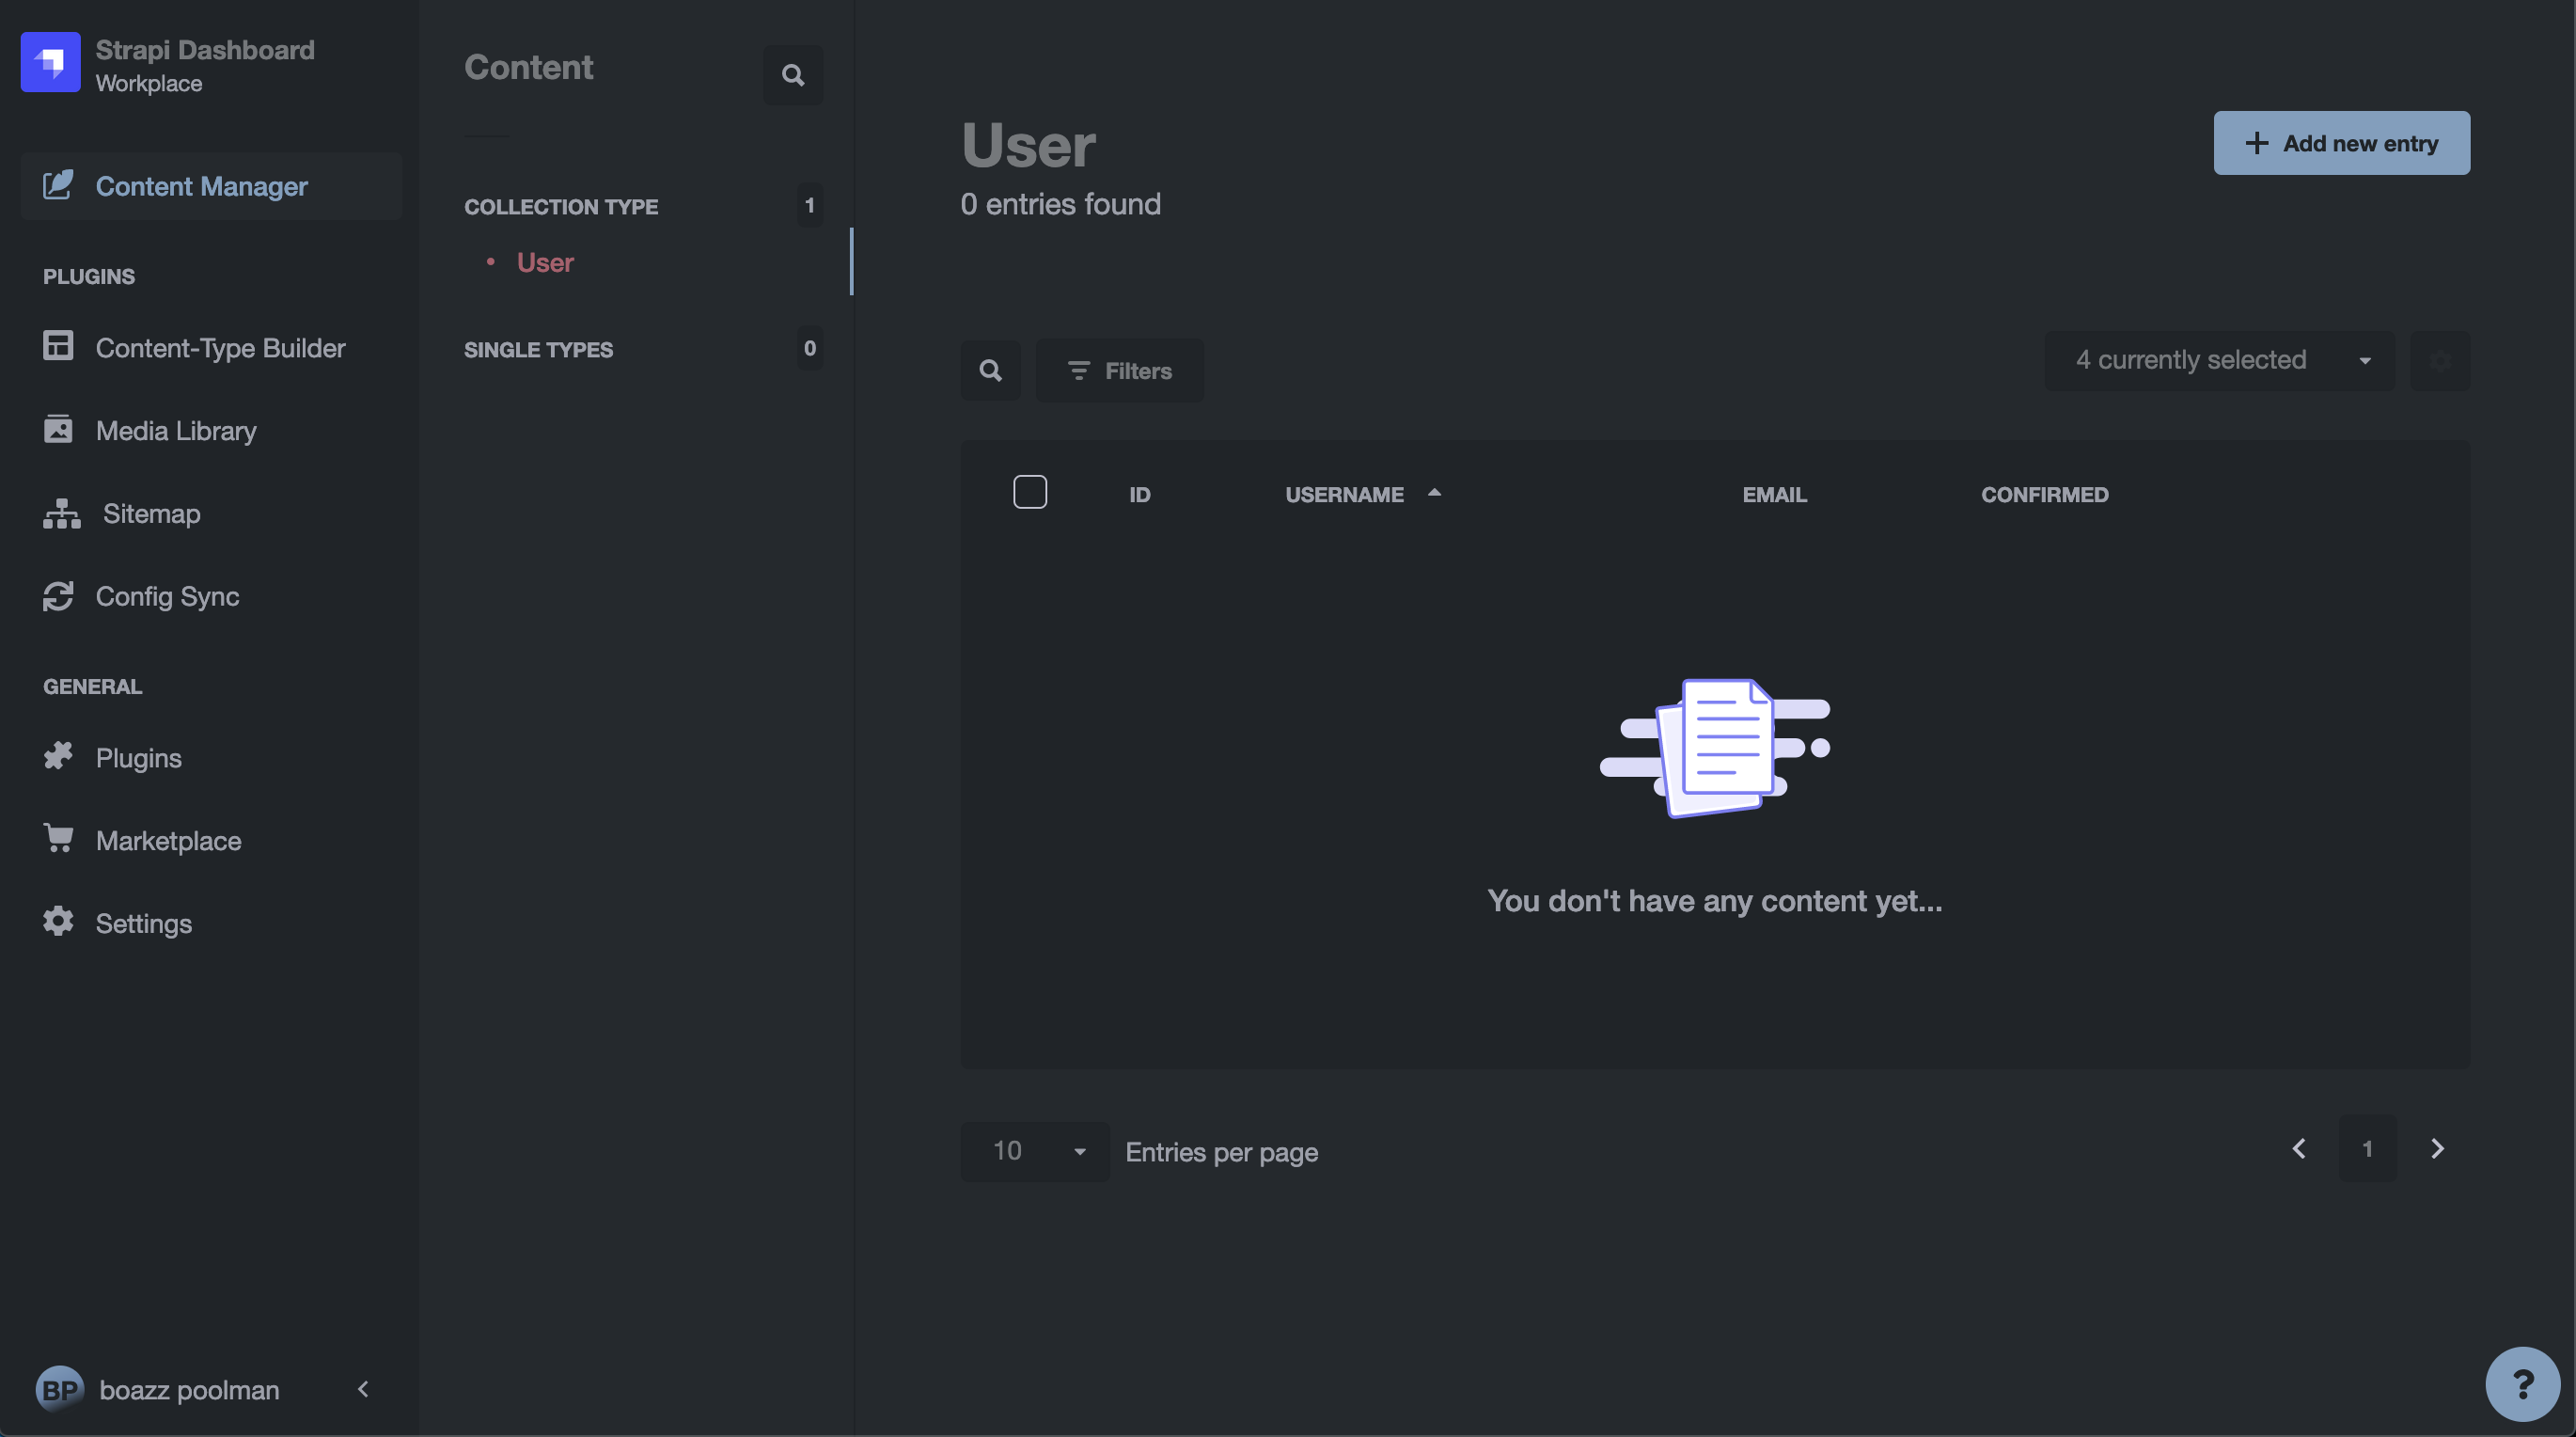 Strapi Dashboard
Workplace
Content Manager
PLUGINS
Content-Type Builder
Media Library
Sitemap
Config Sync
GENERAL
Plugins
Marketplace
Settings
BP boazz poolman
Content
COLLECTION TYPE 1
• User
SINGLE TYPES 0
User
0 entries found
Add new entry
Filters
4 currently selected
ID USERNAME EMAIL CONFIRMED
You don't have any content yet...
10 Entries per page
1
?